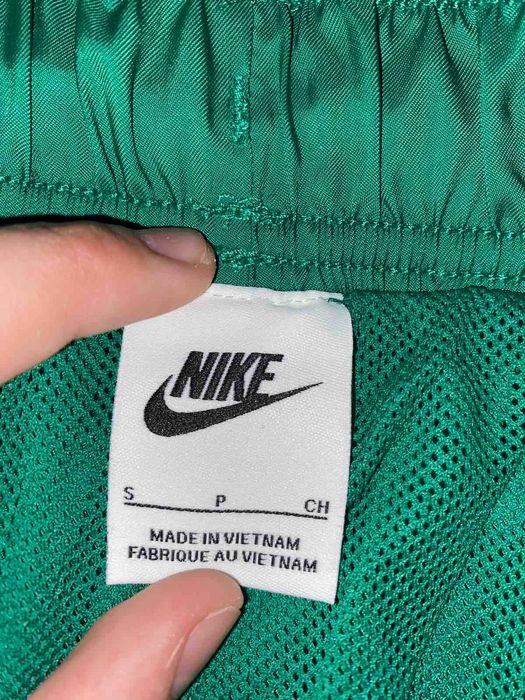 NIKE
S P CH
MADE IN VIETNAM
FABRIQUE AU VIETNAM